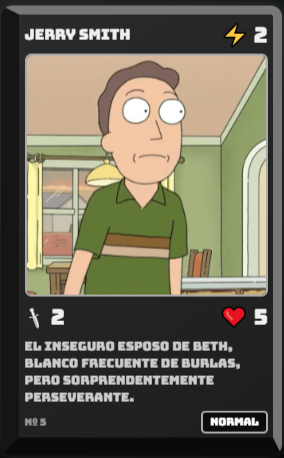 JERRY SMITH ⚡ 2
2 ❤ 5
EL INSEGURO ESPOSO DE BETH,
BLANCO FRECUENTE DE BURLAS,
PERO SORPRENDENTEMENTE
PERSEVERANTE.
Nº 5 NORMAL